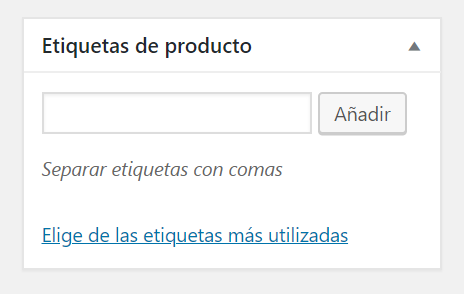 Etiquetas de producto
Añadir
Separar etiquetas con comas
Elige de las etiquetas más utilizadas